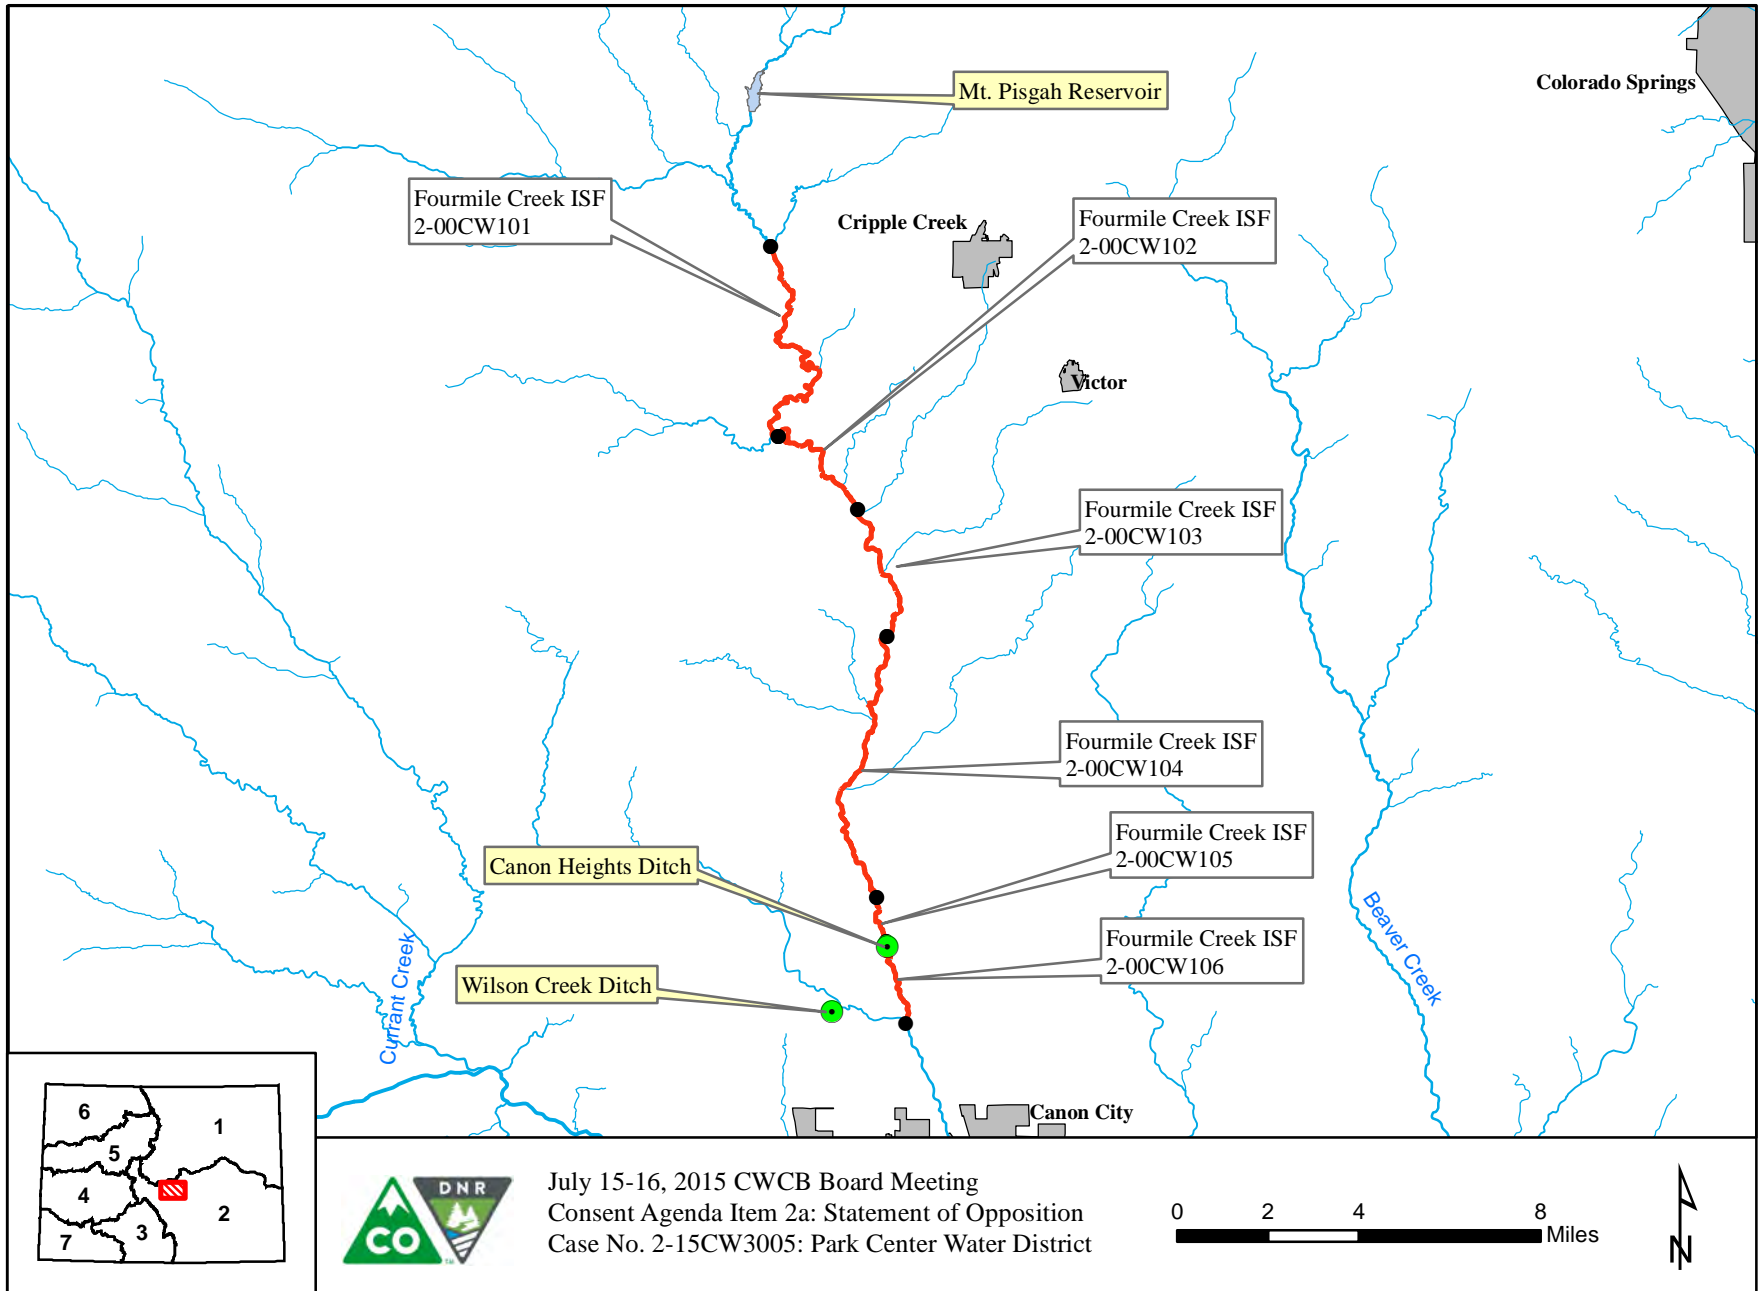 Colorado Springs
Mt. Pisgah Reservoir
Fourmile Creek ISF
2-00CW101
Cripple Creek
Fourmile Creek ISF
2-00CW102
Victor
Fourmile Creek ISF
2-00CW103
Fourmile Creek ISF
2-00CW104
Fourmile Creek ISF
2-00CW105
Canon Heights Ditch
Fourmile Creek ISF
2-00CW106
Wilson Creek Ditch
Currant Creek
Beaver Creek
Canon City
6
1
5
4
2
3
7
CO
DNR
July 15-16, 2015 CWCB Board Meeting
Consent Agenda Item 2a: Statement of Opposition
Case No. 2-15CW3005: Park Center Water District
0 2 4 8
Miles
N